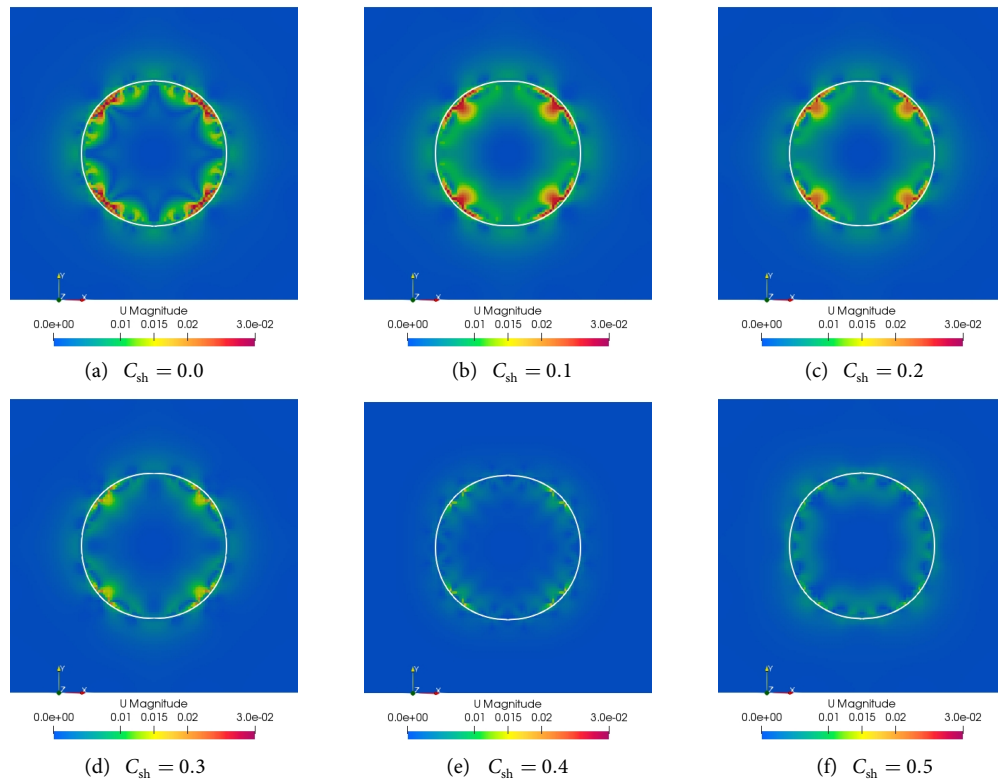 Y
Z X
U Magnitude
0.0e+00 0.01 0.015 0.02 3.0e-02
(a) C_sh = 0.0
Y
Z X
U Magnitude
0.0e+00 0.01 0.015 0.02 3.0e-02
(b) C_sh = 0.1
Y
Z X
U Magnitude
0.0e+00 0.01 0.015 0.02 3.0e-02
(c) C_sh = 0.2
Y
Z X
U Magnitude
0.0e+00 0.01 0.015 0.02 3.0e-02
(d) C_sh = 0.3
Y
Z X
U Magnitude
0.0e+00 0.01 0.015 0.02 3.0e-02
(e) C_sh = 0.4
Y
Z X
U Magnitude
0.0e+00 0.01 0.015 0.02 3.0e-02
(f) C_sh = 0.5